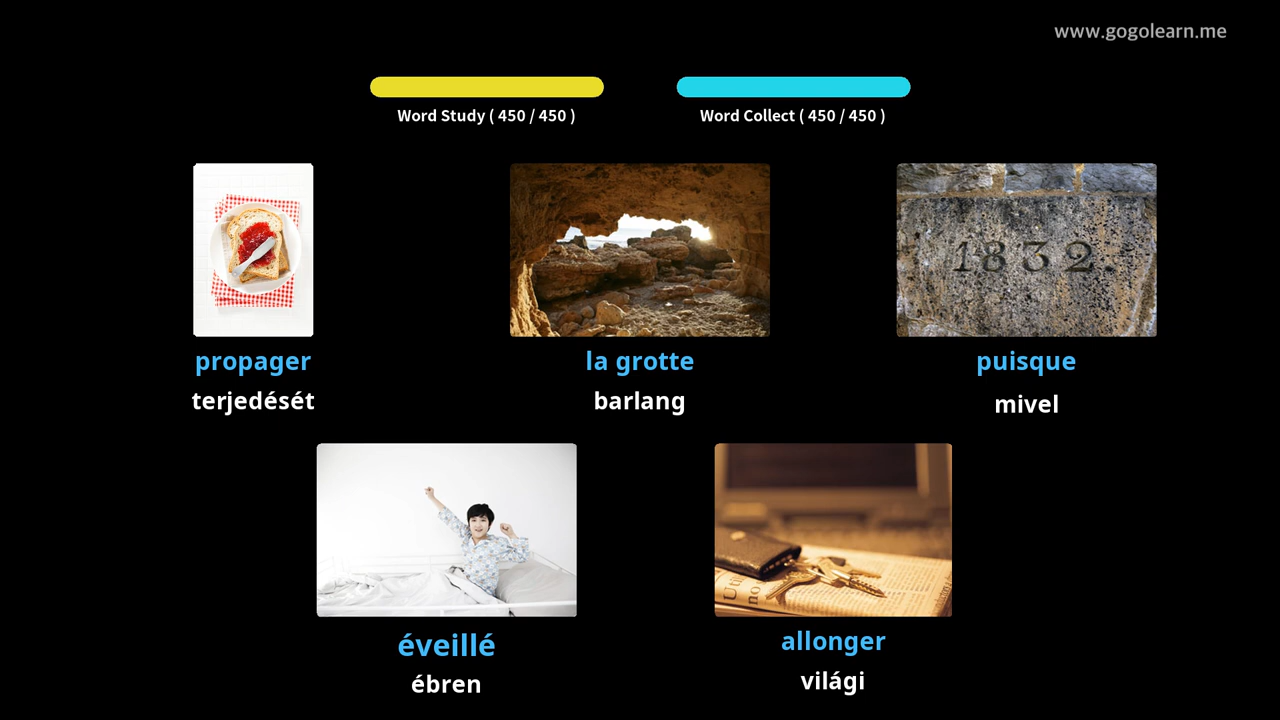 www.gogolearn.me
Word Study ( 450 / 450 )
Word Collect ( 450 / 450 )
1832.
propager
terjedését
la grotte
barlang
puisque
mivel
éveillé
ébren
allonger
világi